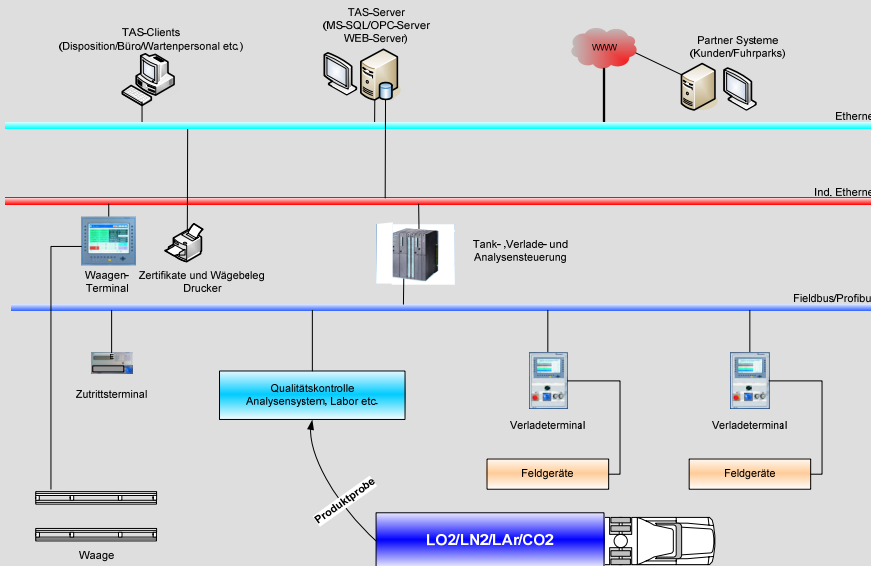 TAS-Clients
(Disposition/Büro/Wartenpersonal etc.)
TAS-Server
(MS-SQL/OPC-Server
WEB-Server)
www
Partner Systeme
(Kunden/Fuhrparks)
Etherne
Ind. Etherne
Waagen-
Terminal
Zertifikate und Wägebeleg
Drucker
Tank-,Verlade- und
Analysensteuerung
Fieldbus/Profibu
Zutrittsterminal
Qualitätskontrolle
Analysensystem, Labor etc.
Verladeterminal
Verladeterminal
Feldgeräte
Feldgeräte
Produktprobe
LO2/LN2/LAr/CO2
Waage